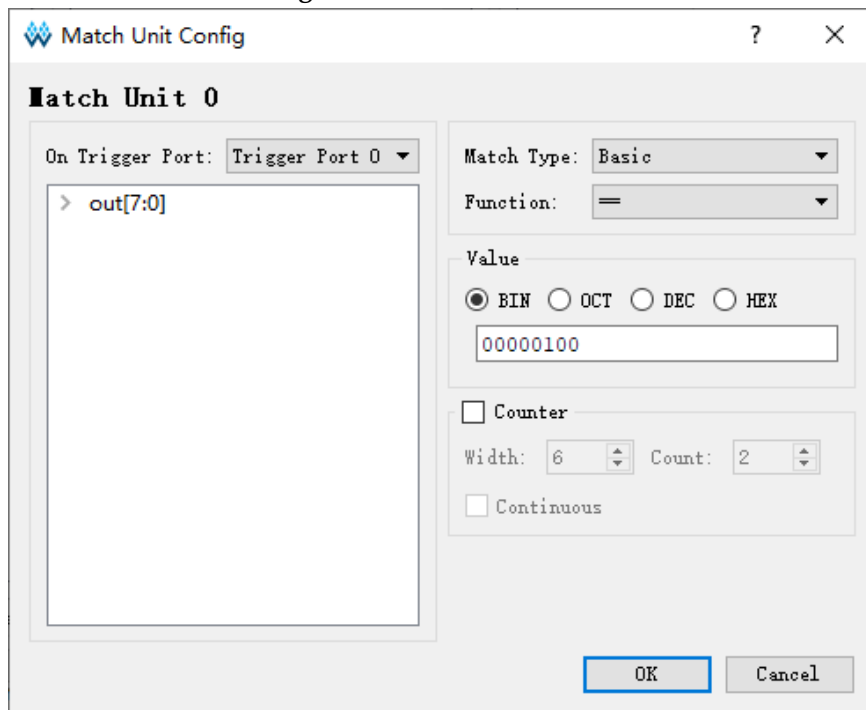 Match Unit Config ?
Match Unit 0
On Trigger Port: Trigger Port 0
out[7:0]
Match Type: Basic
Function: ==
Value
BIN OCT DEC HEX
00000100
Counter
Width: 6 Count: 2
Continuous
OK Cancel